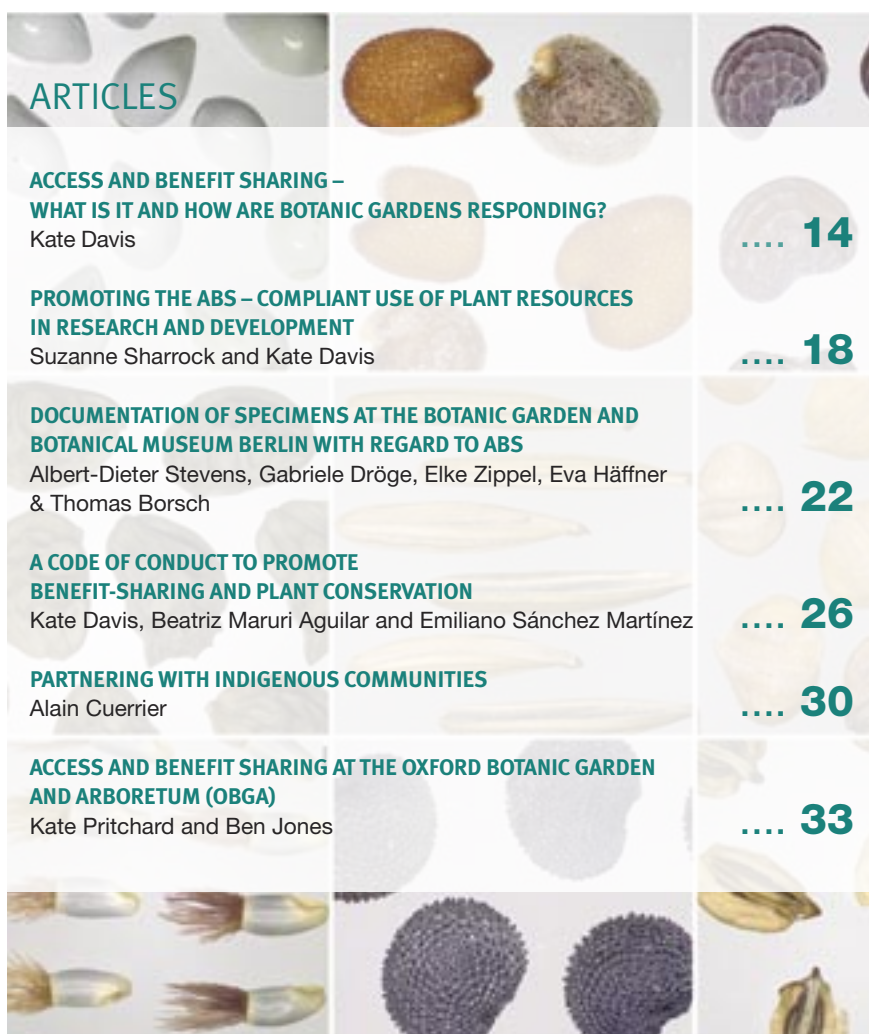 ARTICLES
ACCESS AND BENEFIT SHARING –
WHAT IS IT AND HOW ARE BOTANIC GARDENS RESPONDING?
Kate Davis
.... 14
PROMOTING THE ABS – COMPLIANT USE OF PLANT RESOURCES
IN RESEARCH AND DEVELOPMENT
Suzanne Sharrock and Kate Davis
.... 18
DOCUMENTATION OF SPECIMENS AT THE BOTANIC GARDEN AND
BOTANICAL MUSEUM BERLIN WITH REGARD TO ABS
Albert-Dieter Stevens, Gabriele Dröge, Elke Zippel, Eva Häffner
& Thomas Borsch
.... 22
A CODE OF CONDUCT TO PROMOTE
BENEFIT-SHARING AND PLANT CONSERVATION
Kate Davis, Beatriz Maruri Aguilar and Emiliano Sánchez Martínez
.... 26
PARTNERING WITH INDIGENOUS COMMUNITIES
Alain Cuerrier
.... 30
ACCESS AND BENEFIT SHARING AT THE OXFORD BOTANIC GARDEN
AND ARBORETUM (OBGA)
Kate Pritchard and Ben Jones
.... 33